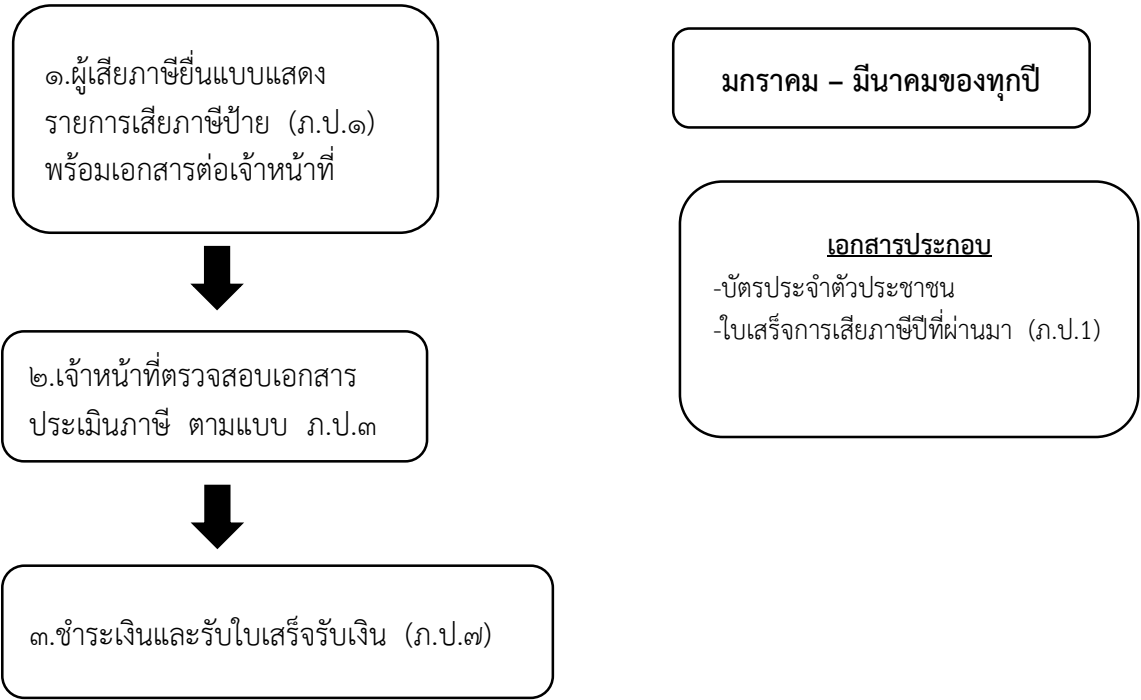 ๑.ผู้เสียภาษียื่นแบบแสดง
รายการเสียภาษีป้าย (ภ.ป.๑)
พร้อมเอกสารต่อเจ้าหน้าที่
๒.เจ้าหน้าที่ตรวจสอบเอกสาร
ประเมินภาษี ตามแบบ ภ.ป.๓
๓.ชำระเงินและรับใบเสร็จรับเงิน (ภ.ป.๗)
มกราคม – มีนาคมของทุกปี
เอกสารประกอบ
-บัตรประจำตัวประชาชน
-ใบเสร็จการเสียภาษีปีที่ผ่านมา (ภ.ป.1)